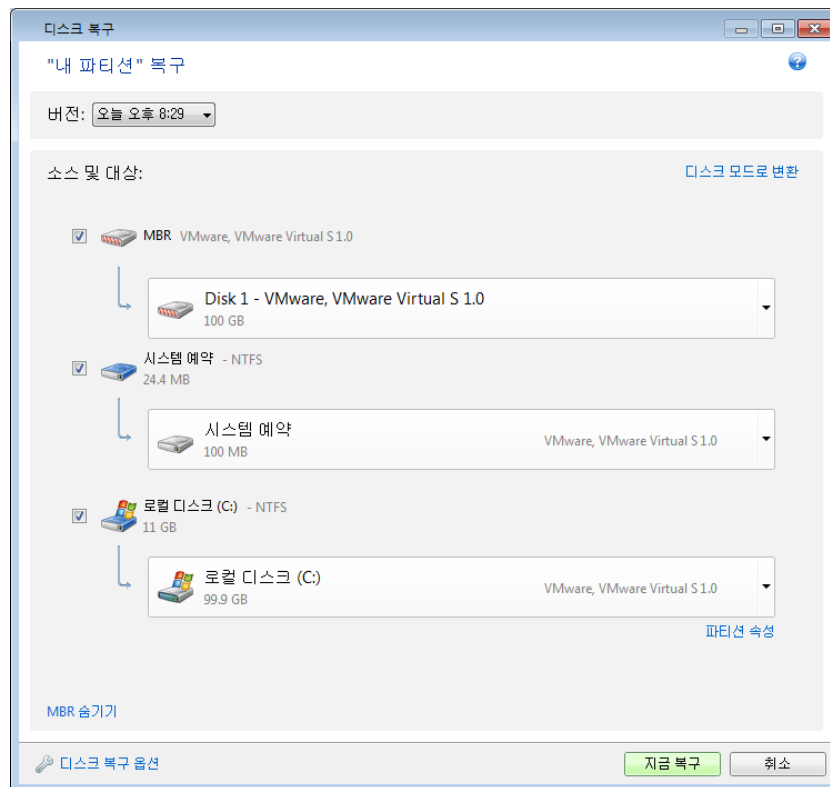 디스크 복구
"내 파티션" 복구
버전: 오늘 오후 8:29
소스 및 대상:
디스크 모드로 변환
MBR VMware, VMware Virtual S 1.0
Disk 1 - VMware, VMware Virtual S 1.0
100 GB
시스템 예약 - NTFS
24.4 MB
시스템 예약
100 MB
VMware, VMware Virtual S 1.0
로컬 디스크 (C:) - NTFS
11 GB
로컬 디스크 (C:)
99.9 GB
VMware, VMware Virtual S 1.0
파티션 속성
MBR 숨기기
디스크 복구 옵션
지금 복구
취소